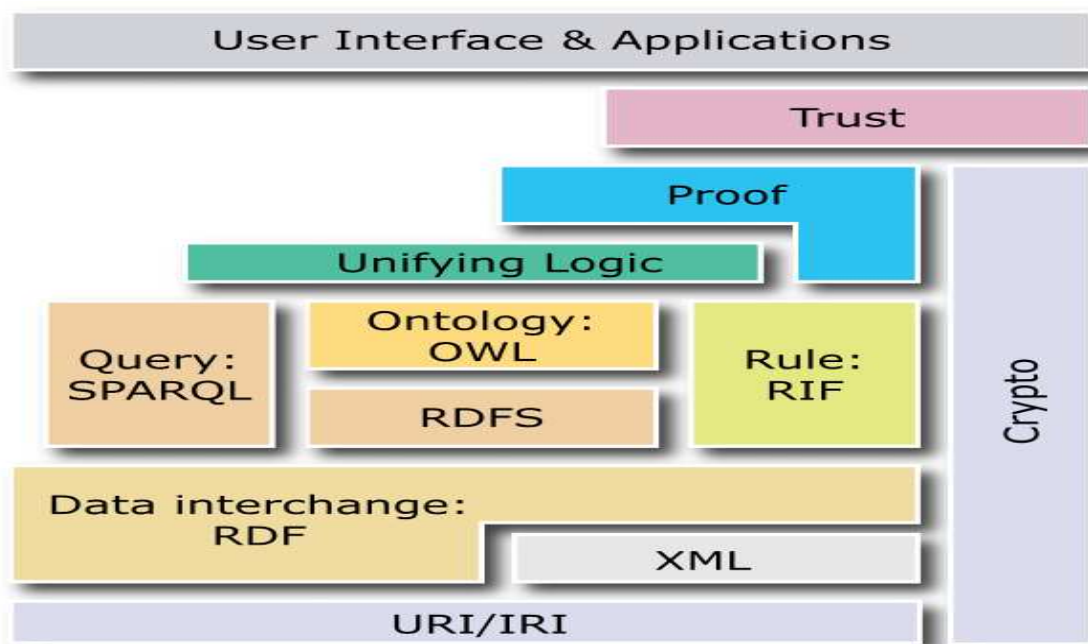 User Interface & Applications
Trust
Proof
Unifying Logic
Query:
SPARQL
Ontology:
OWL
RDFS
Rule:
RIF
Crypto
Data interchange:
RDF
XML
URI/IRI